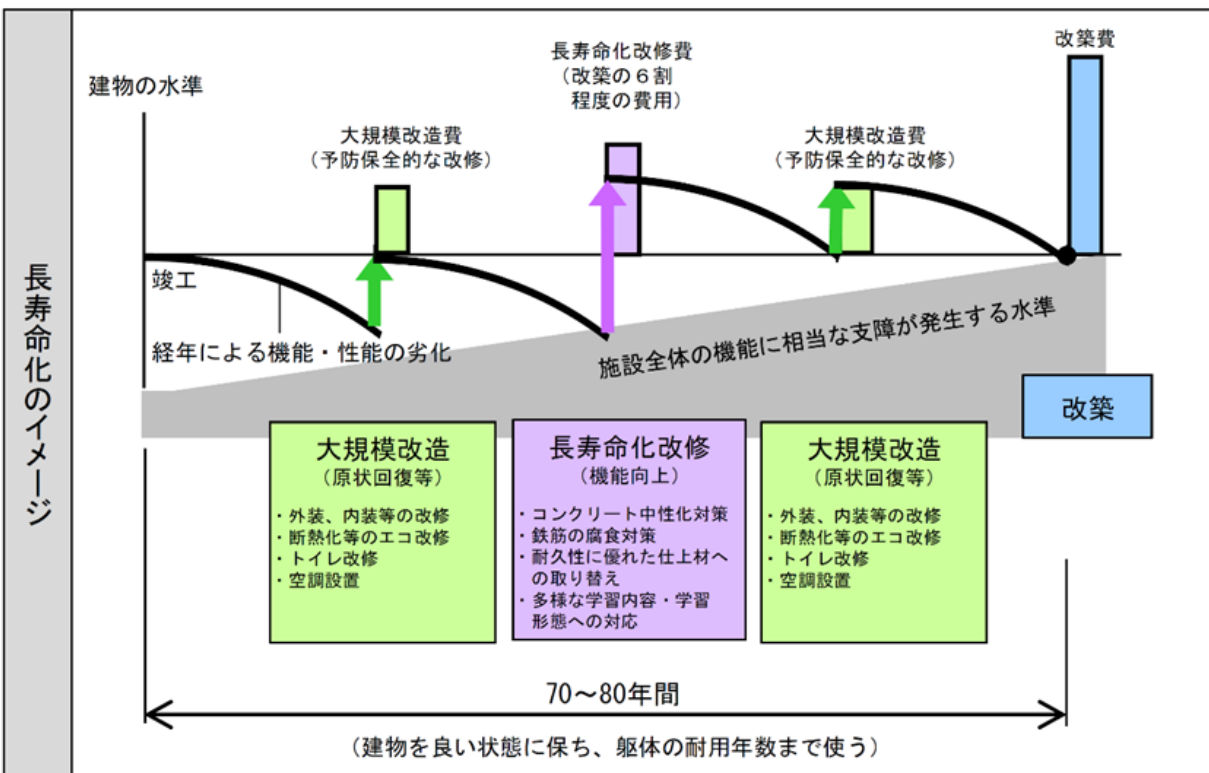 長寿命化のイメージ
建物の水準
大規模改造費
(予防保全的な改修)
長寿命化改修費
(改築の6割
程度の費用)
大規模改造費
(予防保全的な改修)
改築費
竣工
経年による機能・性能の劣化
施設全体の機能に相当な支障が発生する水準
大規模改造
(原状回復等)
・外装、内装等の改修
・断熱化等のエコ改修
・トイレ改修
・空調設置
長寿命化改修
(機能向上)
・コンクリート中性化対策
・鉄筋の腐食対策
・耐久性に優れた仕上材へ
の取り替え
・多様な学習内容・学習
形態への対応
大規模改造
(原状回復等)
・外装、内装等の改修
・断熱化等のエコ改修
・トイレ改修
・空調設置
改築
70～80年間
(建物を良い状態に保ち、躯体の耐用年数まで使う)